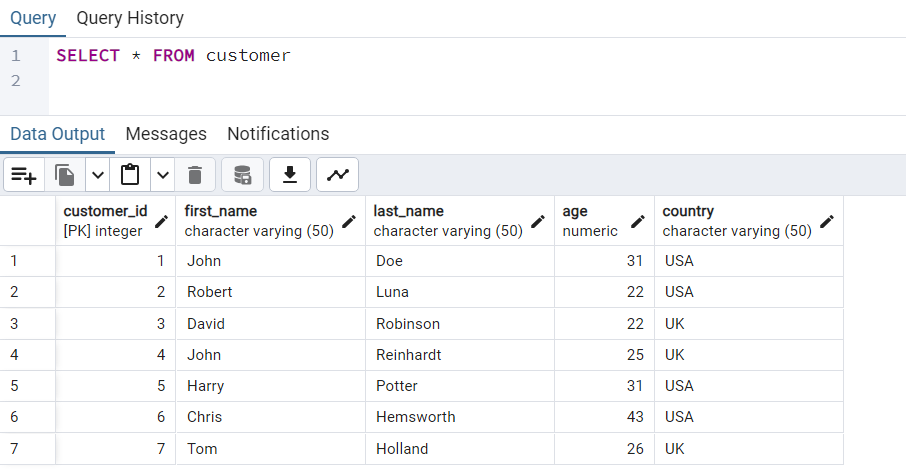 Query Query History
1 SELECT * FROM customer
2
Data Output Messages Notifications
customer_id first_name last_name age country
[PK] integer character varying (50) character varying (50) numeric character varying (50)
1 1 John Doe 31 USA
2 2 Robert Luna 22 USA
3 3 David Robinson 22 UK
4 4 John Reinhardt 25 UK
5 5 Harry Potter 31 USA
6 6 Chris Hemsworth 43 USA
7 7 Tom Holland 26 UK